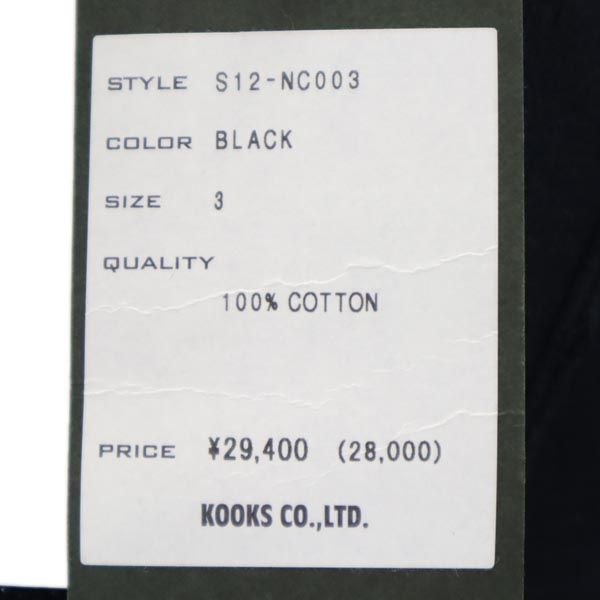 STYLE S12-NC003
COLOR BLACK
SIZE 3
QUALITY
100% COTTON
PRICE ¥29,400 (28,000)
KOOKS CO.,LTD.